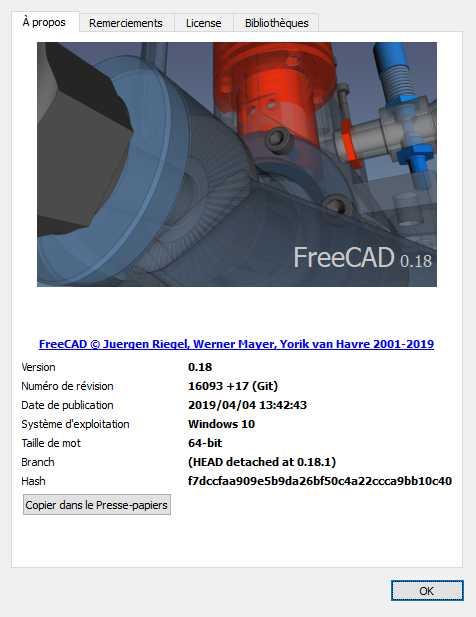 À propos Remerciements License Bibliothèques
FreeCAD 0.18
FreeCAD © Juergen Riegel, Werner Mayer, Yorik van Havre 2001-2019
Version 0.18
Numéro de révision 16093 +17 (Git)
Date de publication 2019/04/04 13:42:43
Système d'exploitation Windows 10
Taille de mot 64-bit
Branch (HEAD detached at 0.18.1)
Hash f7dccfaa909e5b9da26bf50c4a22ccca9bb10c40
Copier dans le Presse-papiers
OK